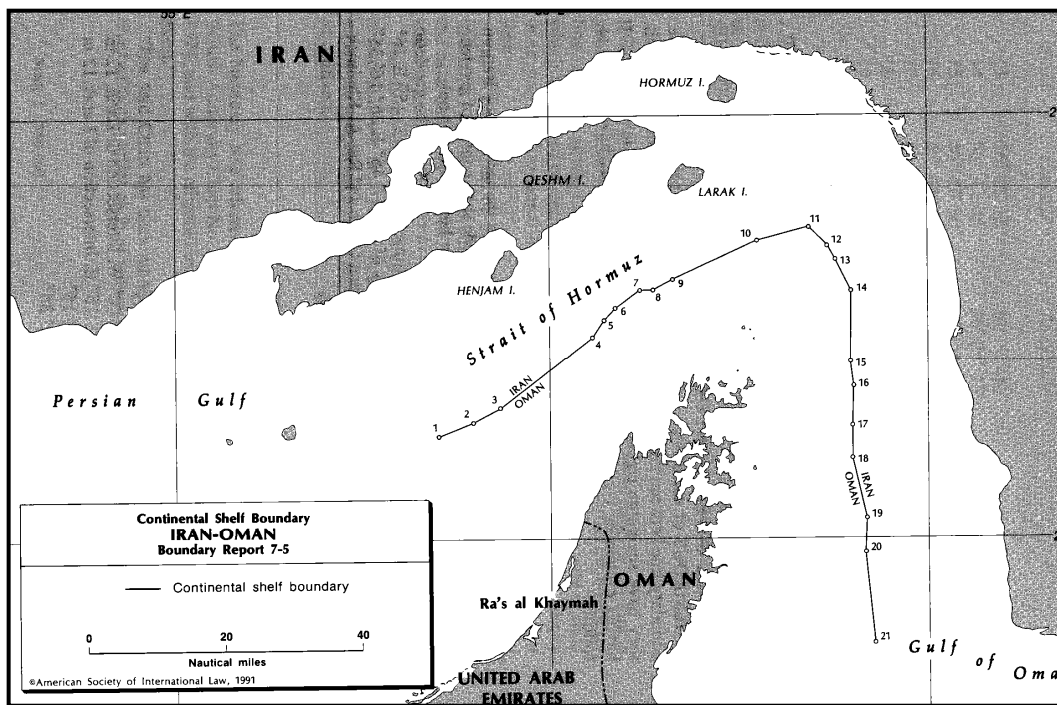 55°E
IRAN
HORMUZ I.
2
QESHM I.
LARAK I.
11
10
12
13
HENJAM I.
Strait of Hormuz
7
8
9
14
6
5
4
15
16
IRAN
OMAN
Persian Gulf
3
2
1
17
18
IRAN
OMAN
19
20
2
Continental Shelf Boundary
IRAN-OMAN
Boundary Report 7-5
Continental shelf boundary
0 20 40
Nautical miles
©American Society of International Law, 1991
OMAN
Ra's al Khaymah
21
Gulf of Oma
UNITED ARAB
EMIRATES